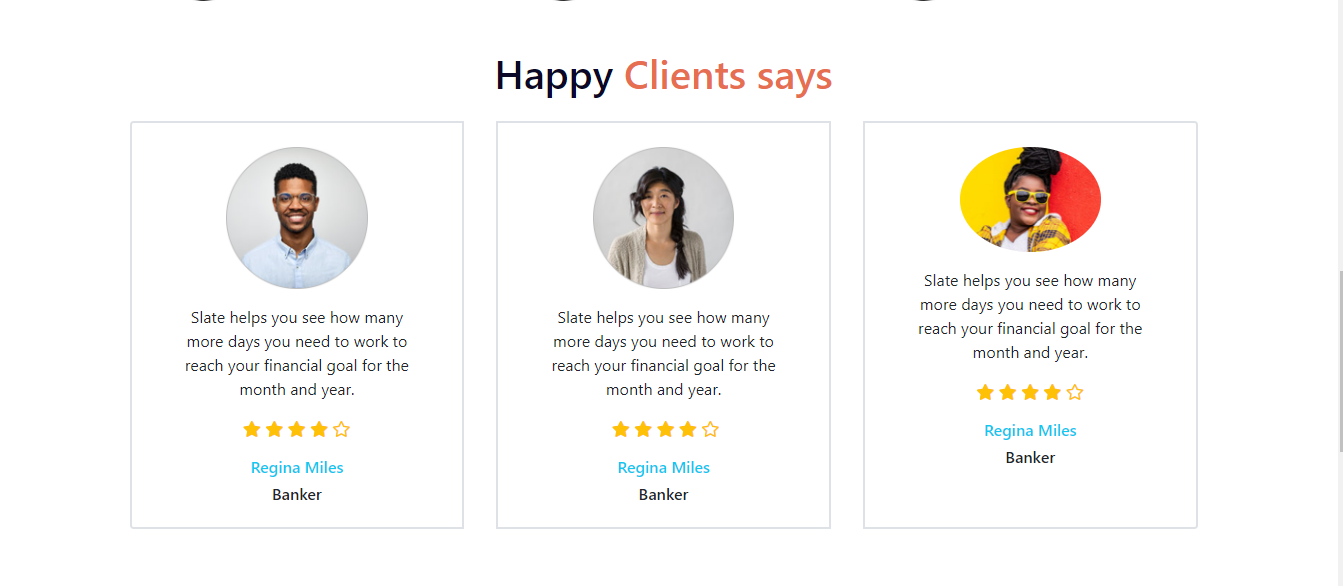 Happy Clients says
Slate helps you see how many
more days you need to work to
reach your financial goal for the
month and year.
Regina Miles
Banker
Slate helps you see how many
more days you need to work to
reach your financial goal for the
month and year.
Regina Miles
Banker
Slate helps you see how many
more days you need to work to
reach your financial goal for the
month and year.
Regina Miles
Banker